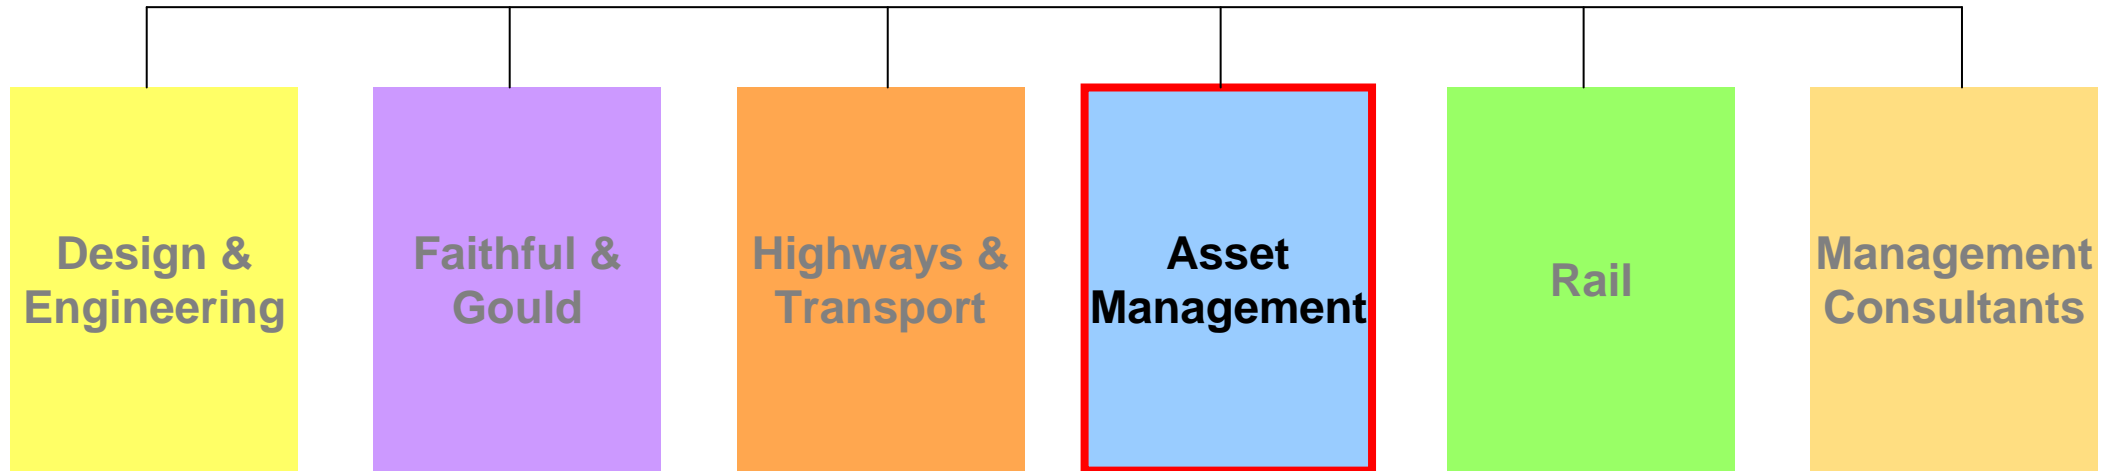 Design &
Engineering
Faithful &
Gould
Highways &
Transport
Asset
Management
Rail
Management
Consultants